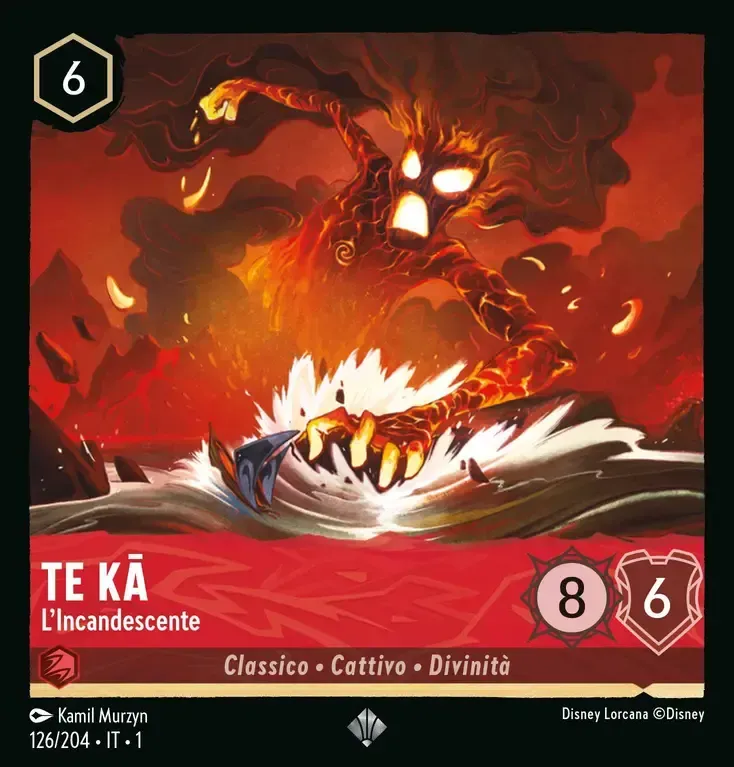 6
TE KĀ
L'Incandescente
8
6
Classico • Cattivo • Divinità
Kamil Murzyn
Disney Lorcana ©Disney
126/204 • IT • 1